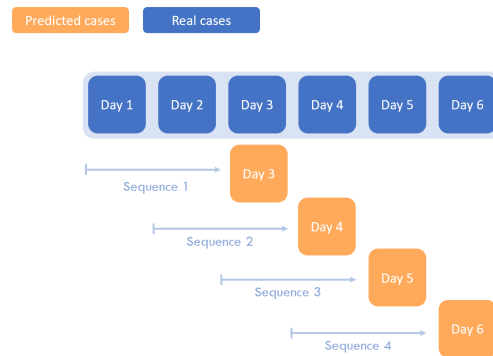 Predicted cases Real cases
Day 1 Day 2 Day 3 Day 4 Day 5 Day 6
Day 3
Sequence 1
Day 4
Sequence 2
Day 5
Sequence 3
Day 6
Sequence 4